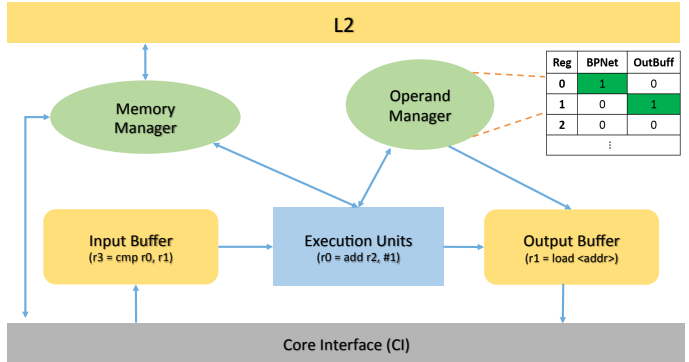 L2
Memory
Manager
Operand
Manager
Reg BPNet OutBuff
0 1 0
1 0 1
2 0 0
⋮
Input Buffer
(r3 = cmp r0, r1)
Execution Units
(r0 = add r2, #1)
Output Buffer
(r1 = load <addr>)
Core Interface (CI)